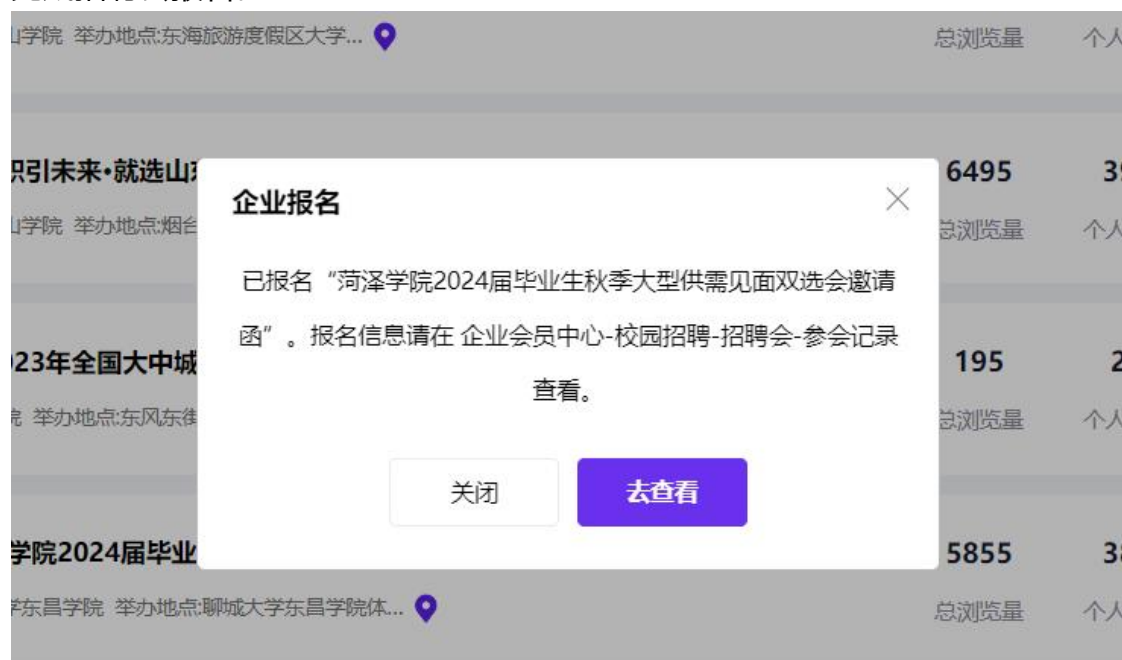 山学院 举办地点:东海旅游度假区大学...
总浏览量 个人
职引未来·就选山东
6495 39
山学院 举办地点:烟台
总浏览量 个人
企业报名
已报名“菏泽学院2024届毕业生秋季大型供需见面双选会邀请
函”。报名信息请在 企业会员中心-校园招聘-招聘会-参会记录
查看。
关闭 去查看
023年全国大中城
195 2
院 举办地点:东风东街
总浏览量 个人
学院2024届毕业
5855 38
学东昌学院 举办地点:聊城大学东昌学院体...
总浏览量 个人